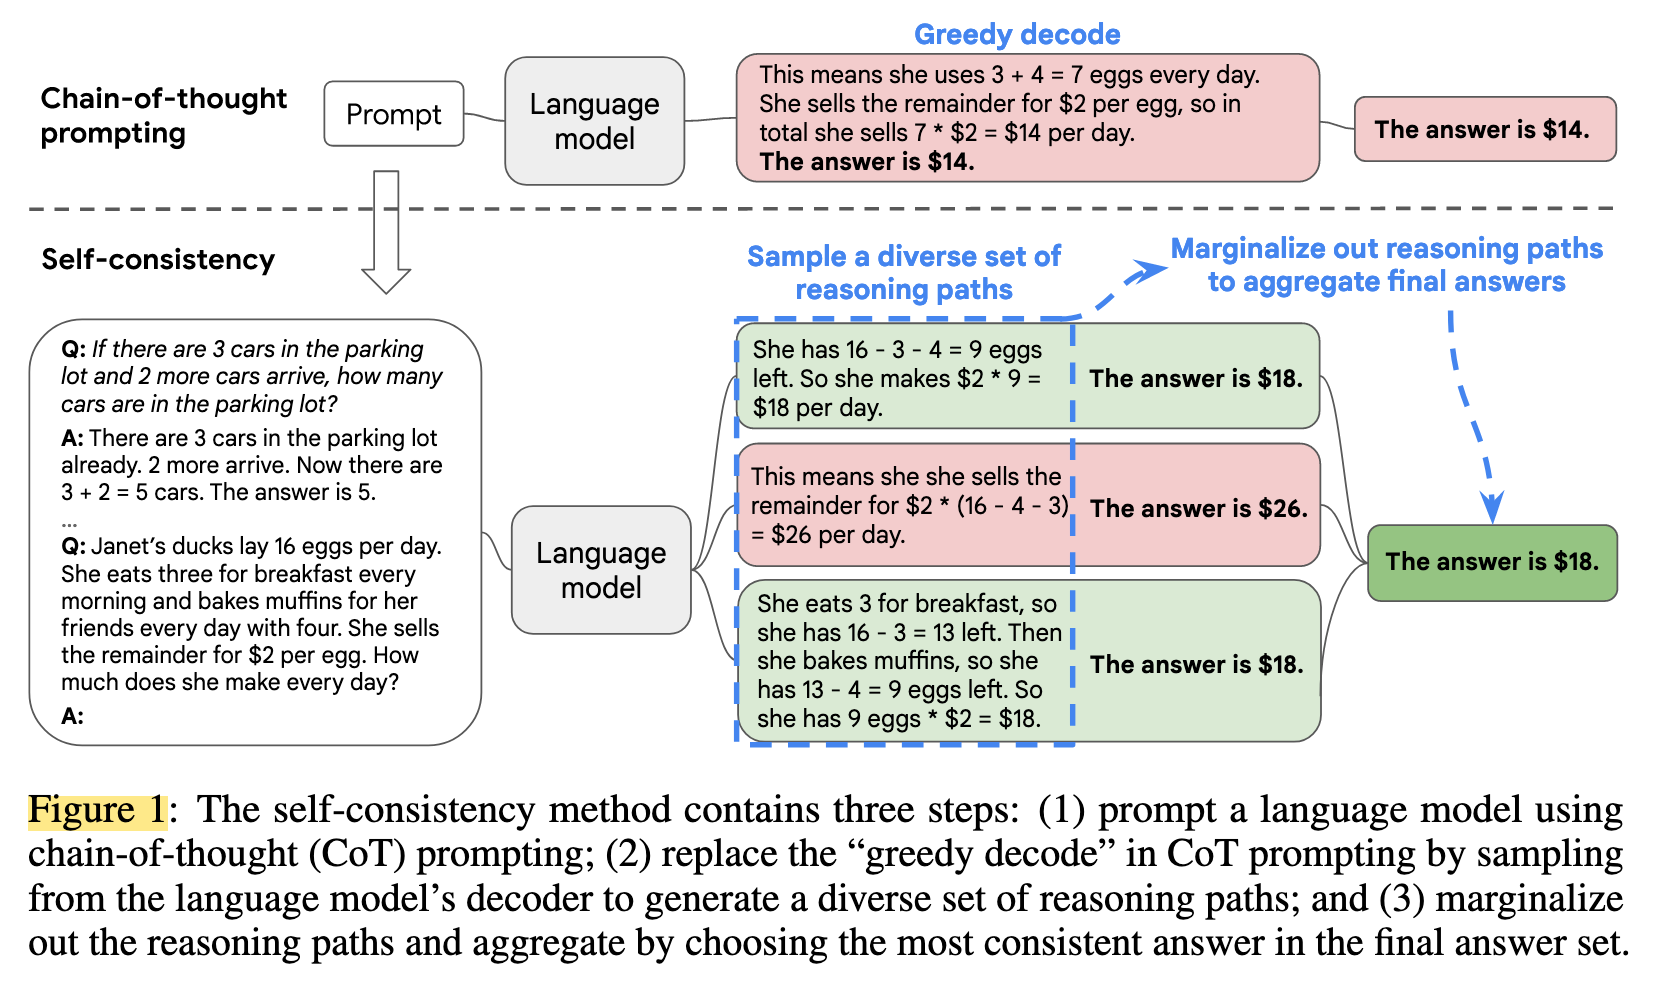 Greedy decode
Chain-of-thought
prompting
Prompt
Language
model
This means she uses 3 + 4 = 7 eggs every day.
She sells the remainder for $2 per egg, so in
total she sells 7 * $2 = $14 per day.
The answer is $14.
The answer is $14.
Self-consistency
Sample a diverse set of
reasoning paths
Marginalize out reasoning paths
to aggregate final answers
Q: If there are 3 cars in the parking
lot and 2 more cars arrive, how many
cars are in the parking lot?
A: There are 3 cars in the parking lot
already. 2 more arrive. Now there are
3 + 2 = 5 cars. The answer is 5.
...
Q: Janet's ducks lay 16 eggs per day.
She eats three for breakfast every
morning and bakes muffins for her
friends every day with four. She sells
the remainder for $2 per egg. How
much does she make every day?
A:
Language
model
She has 16 - 3 - 4 = 9 eggs
left. So she makes $2 * 9 =
$18 per day.
The answer is $18.
This means she she sells the
remainder for $2 * (16 - 4 - 3)
= $26 per day.
The answer is $26.
She eats 3 for breakfast, so
she has 16 - 3 = 13 left. Then
she bakes muffins, so she
has 13 - 4 = 9 eggs left. So
she has 9 eggs * $2 = $18.
The answer is $18.
The answer is $18.
Figure 1: The self-consistency method contains three steps: (1) prompt a language model using
chain-of-thought (CoT) prompting; (2) replace the “greedy decode” in CoT prompting by sampling
from the language model’s decoder to generate a diverse set of reasoning paths; and (3) marginalize
out the reasoning paths and aggregate by choosing the most consistent answer in the final answer set.